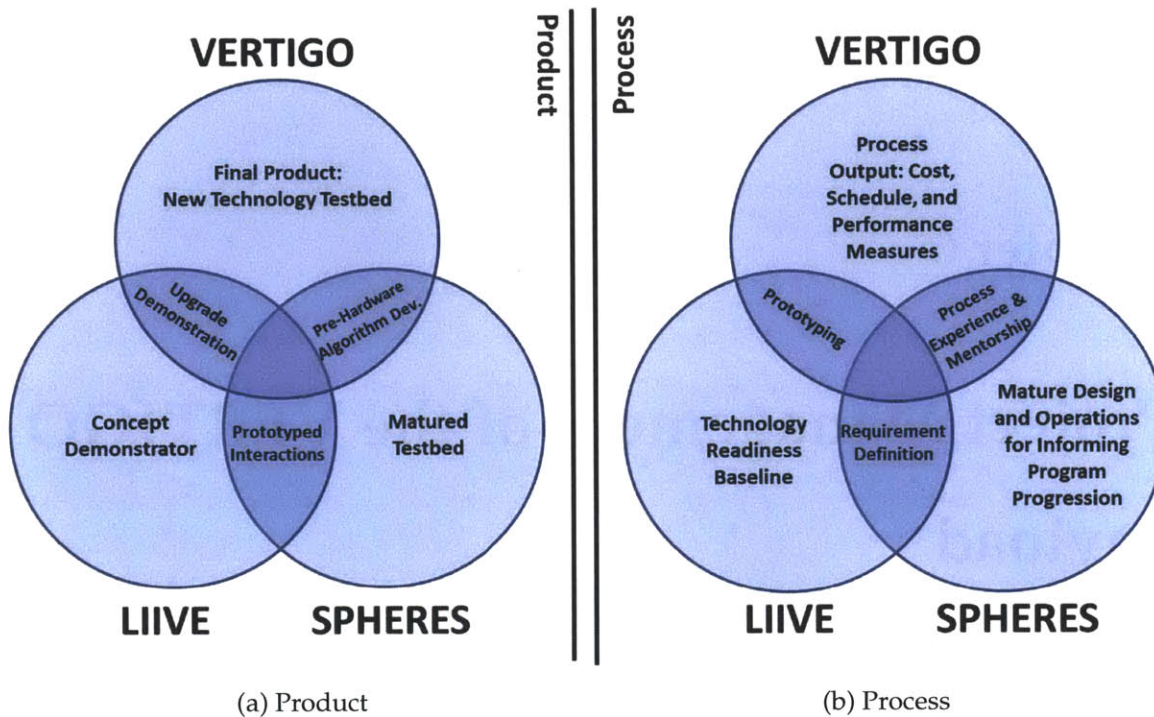 VERTIGO
Final Product:
New Technology Testbed
Upgrade
Demonstration
Pre-Hardware
Algorithm Dev.
Concept
Demonstrator
Prototyped
Interactions
Matured
Testbed
LIIVE
SPHERES
(a) Product
Product
Process
VERTIGO
Process
Output: Cost,
Schedule, and
Performance
Measures
Prototyping
Process
Experience &
Mentorship
Technology
Readiness
Baseline
Requirement
Definition
Mature Design
and Operations
for Informing
Program
Progression
LIIVE
SPHERES
(b) Process